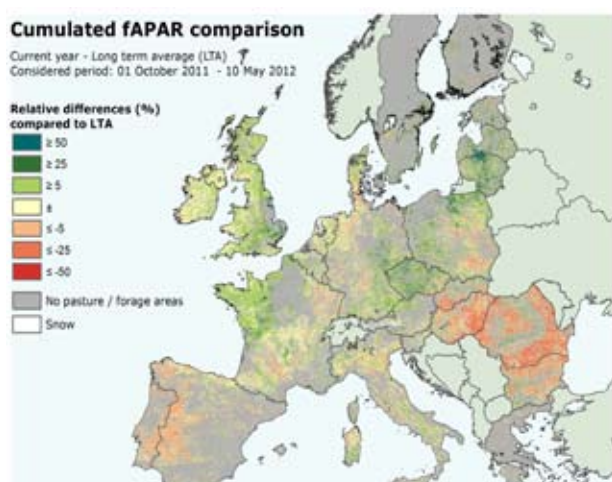 Cumulated fAPAR comparison
Current year - Long term average (LTA)
Considered period: 01 October 2011 - 10 May 2012
Relative differences (%)
compared to LTA
≥ 50
≥ 25
≥ 5
±
≤ -5
≤ -25
≤ -50
No pasture / forage areas
Snow